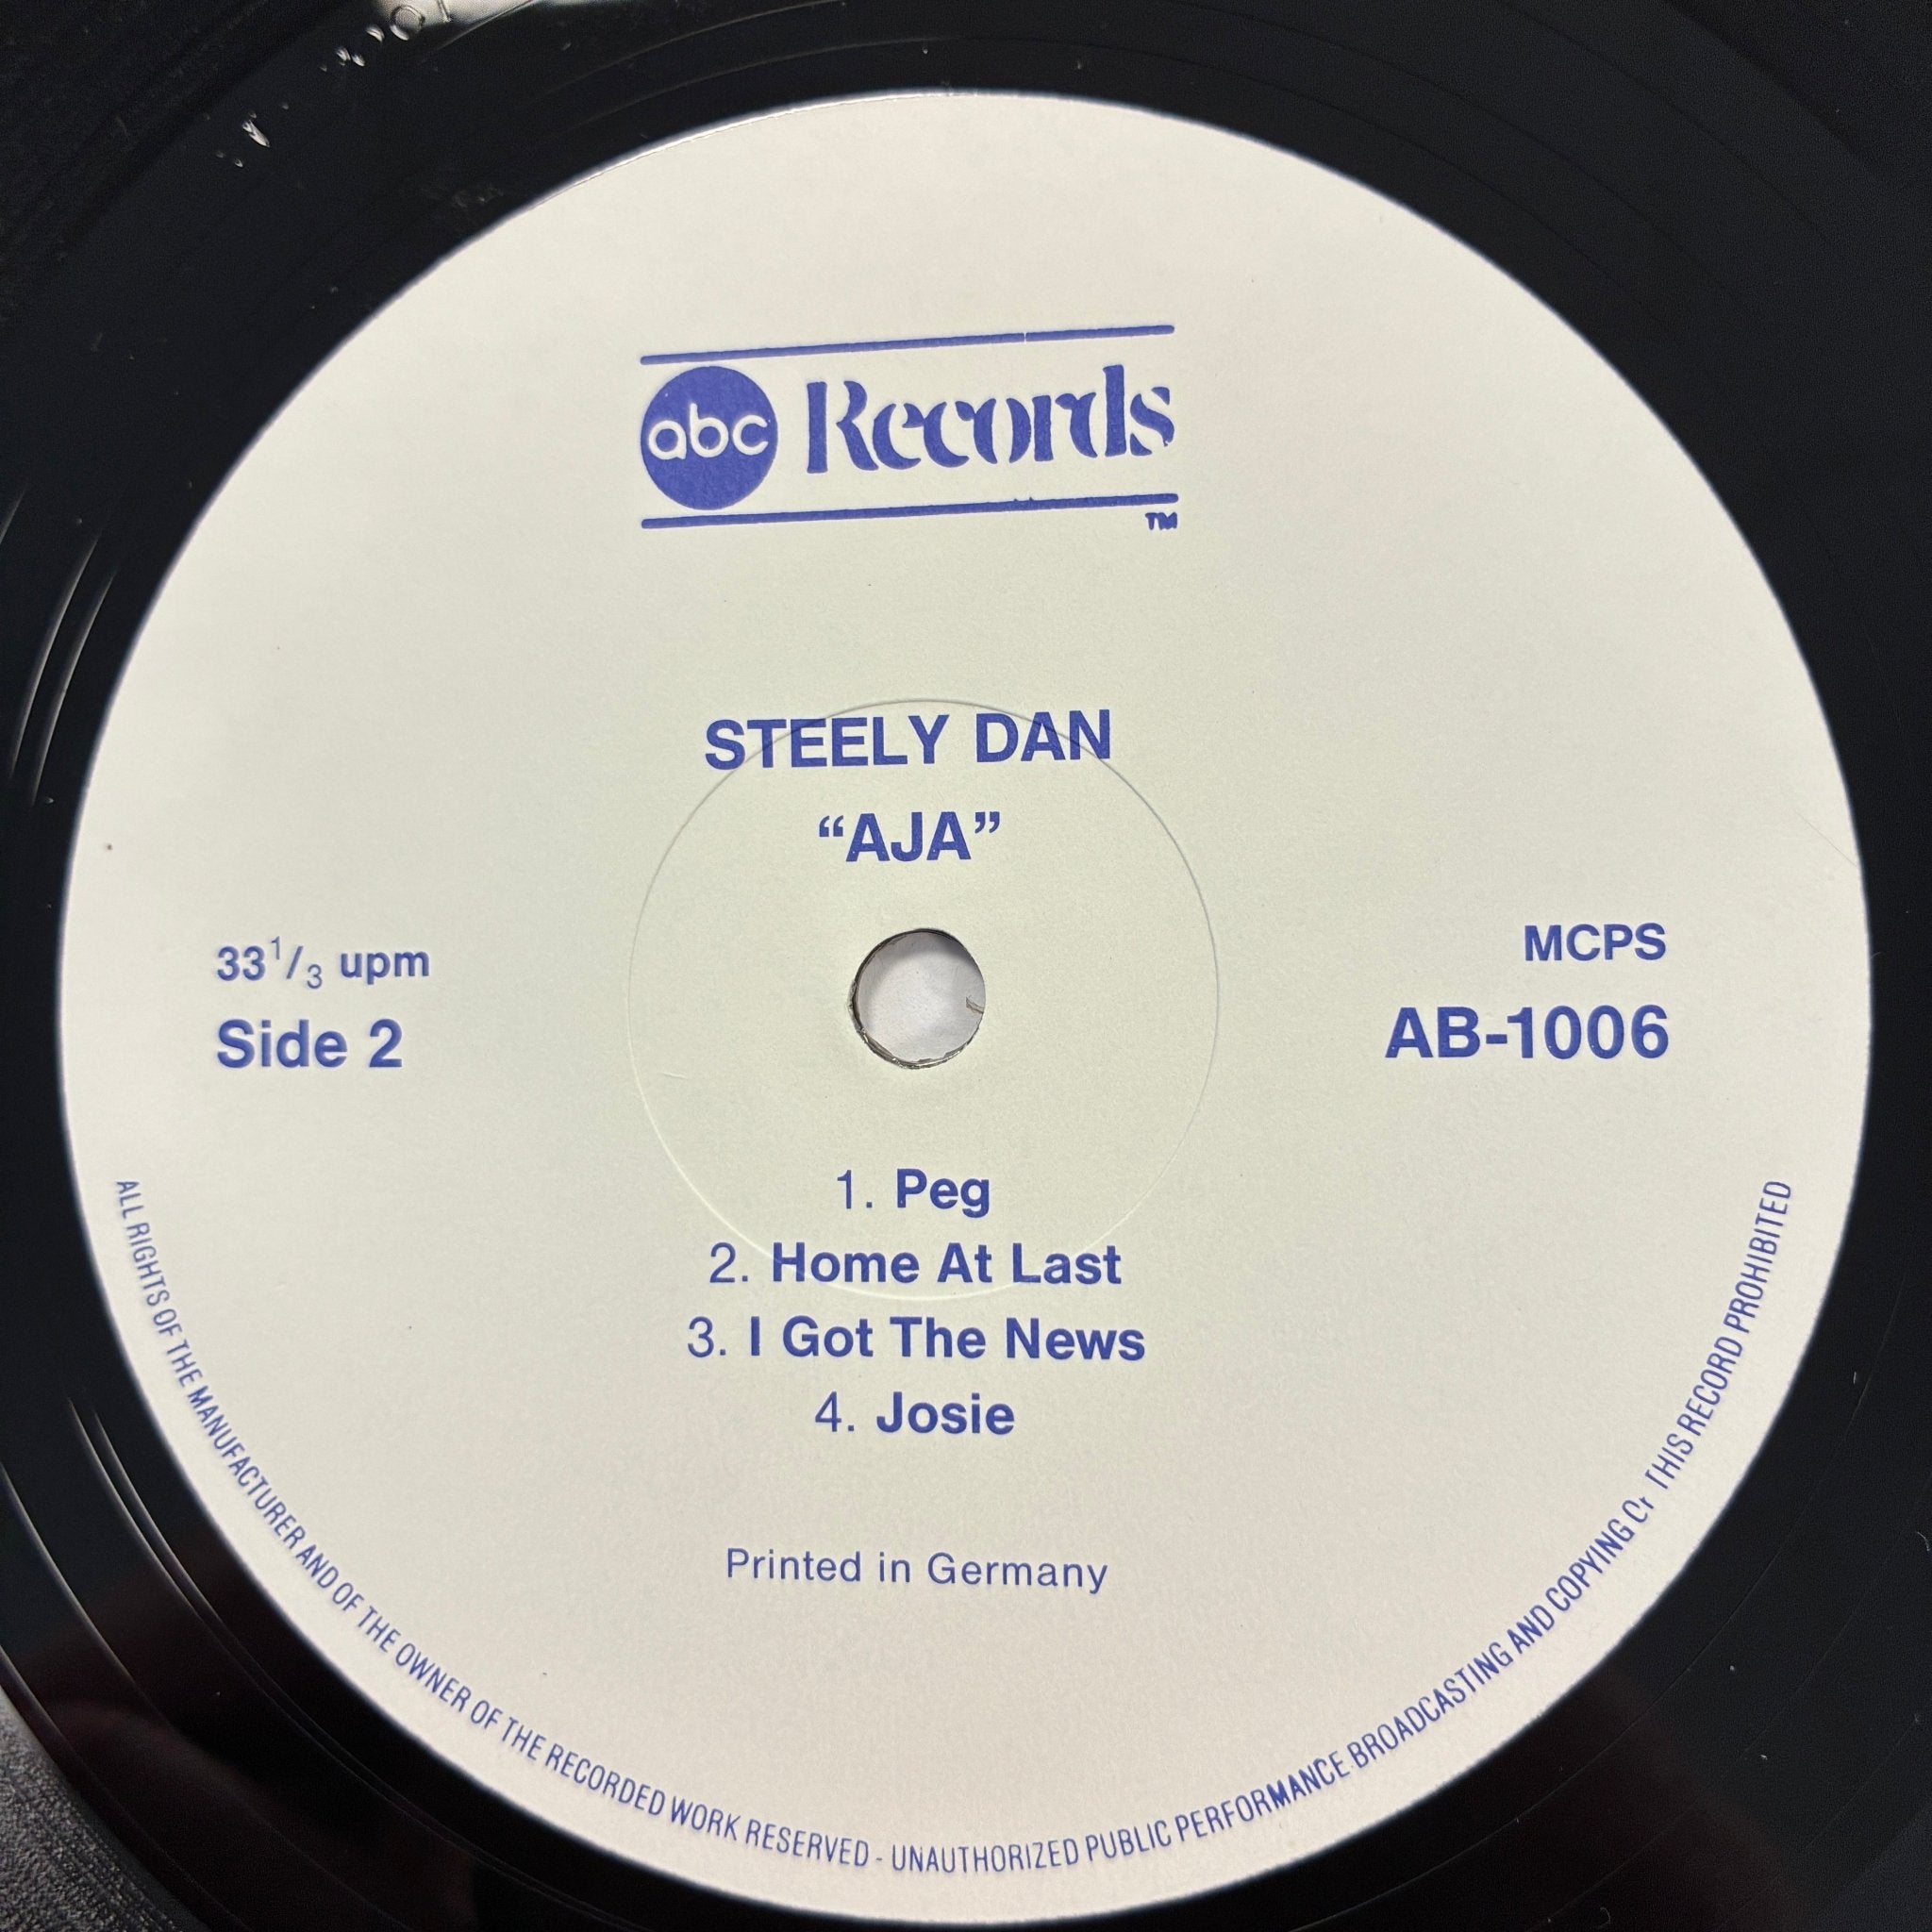 abc Records
TM
STEELY DAN
“AJA”
33 1/3 upm
Side 2
MCPS
AB-1006
1. Peg
2. Home At Last
3. I Got The News
4. Josie
Printed in Germany
ALL RIGHTS OF THE MANUFACTURER AND OF THE OWNER OF THE RECORDED WORK RESERVED - UNAUTHORIZED PUBLIC PERFORMANCE BROADCASTING AND COPYING THIS RECORD PROHIBITED